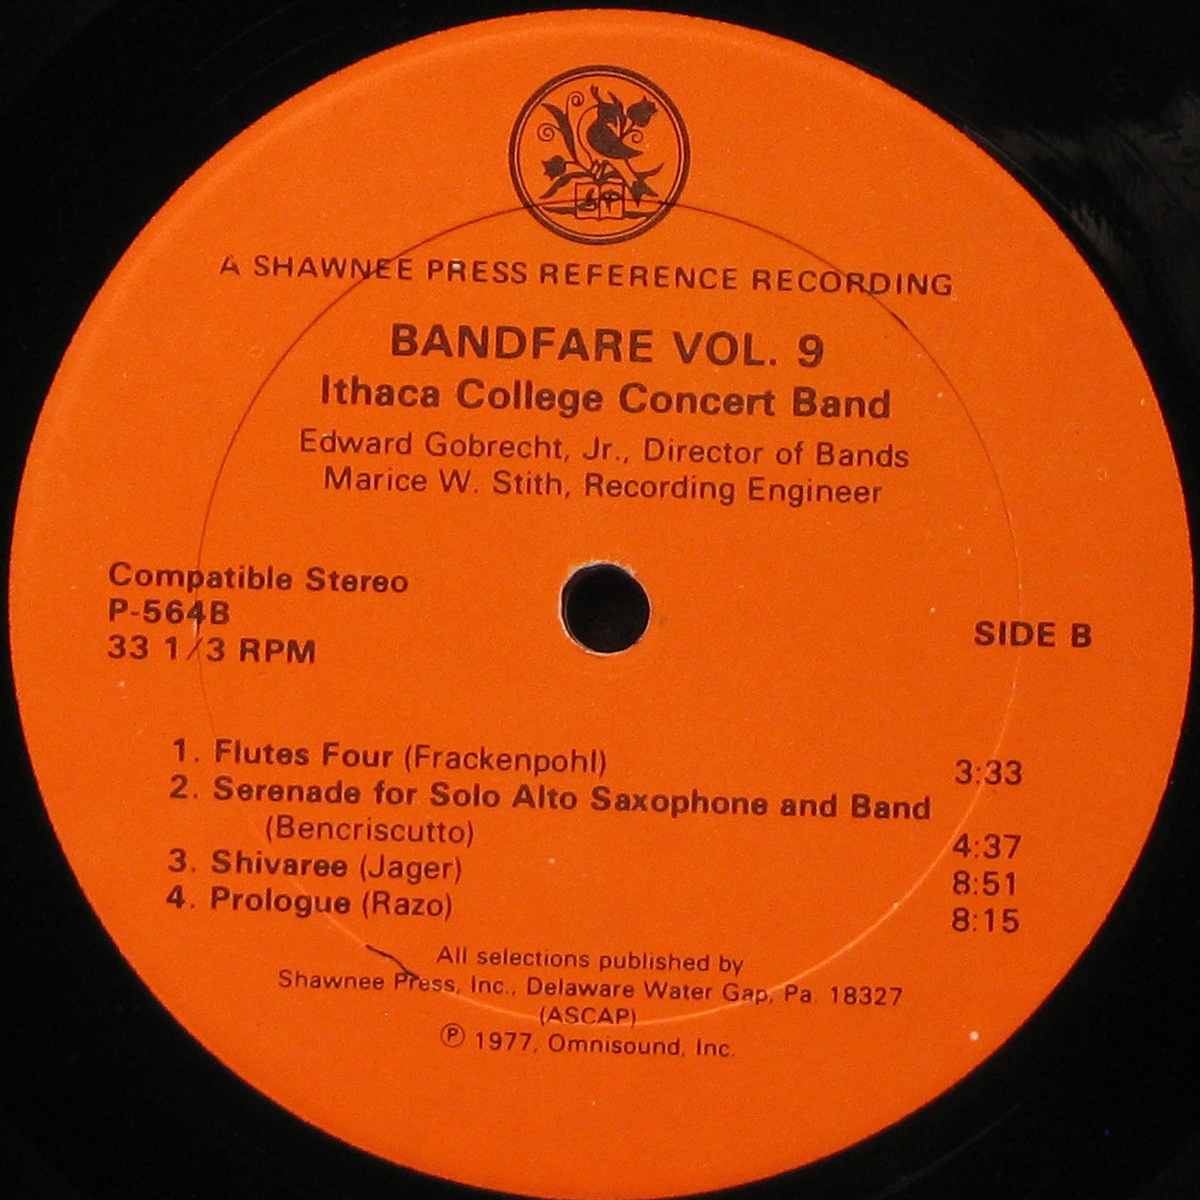 A SHAWNEE PRESS REFERENCE RECORDING
BANDFARE VOL. 9
Ithaca College Concert Band
Edward Gobrecht, Jr., Director of Bands
Marice W. Stith, Recording Engineer
Compatible Stereo
P-564B
33 1/3 RPM
SIDE B
1. Flutes Four (Frackenpohl) 3:33
2. Serenade for Solo Alto Saxophone and Band
(Bencriscutto) 4:37
3. Shivaree (Jager) 8:51
4. Prologue (Razo) 8:15
All selections published by
Shawnee Press, Inc., Delaware Water Gap, Pa. 18327
(ASCAP)
Ⓟ 1977, Omnisound, Inc.